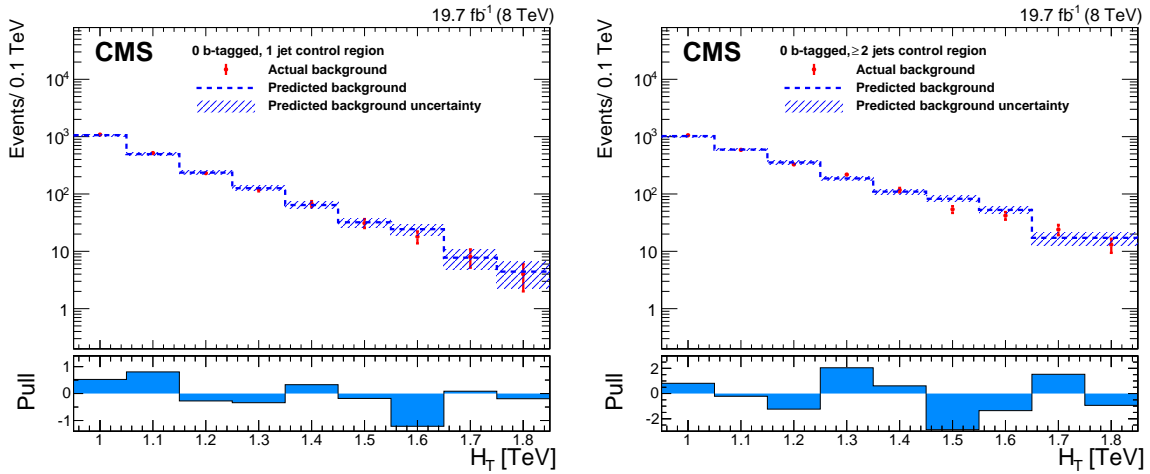 19.7 fb⁻¹ (8 TeV)
CMS
0 b-tagged, 1 jet control region
Actual background
Predicted background
Predicted background uncertainty
Events/ 0.1 TeV
10⁴
10³
10²
10
1
Pull
1
0
-1
1 1.1 1.2 1.3 1.4 1.5 1.6 1.7 1.8
H_T [TeV]
19.7 fb⁻¹ (8 TeV)
CMS
0 b-tagged, ≥ 2 jets control region
Actual background
Predicted background
Predicted background uncertainty
Events/ 0.1 TeV
10⁴
10³
10²
10
1
Pull
2
0
-2
1 1.1 1.2 1.3 1.4 1.5 1.6 1.7 1.8
H_T [TeV]